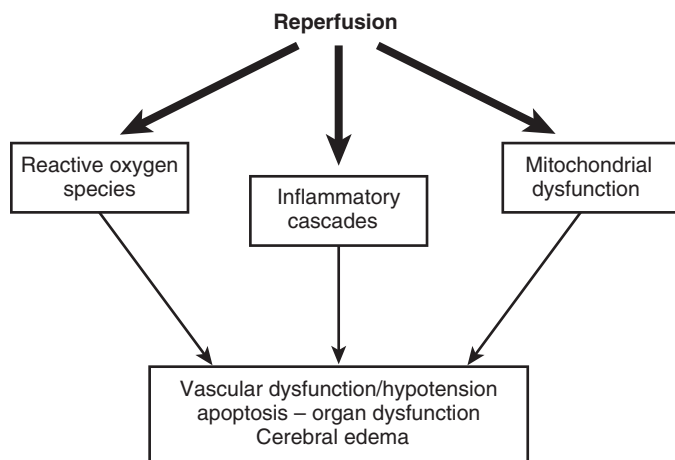 Reperfusion
Reactive oxygen
species
Inflammatory
cascades
Mitochondrial
dysfunction
Vascular dysfunction/hypotension
apoptosis – organ dysfunction
Cerebral edema